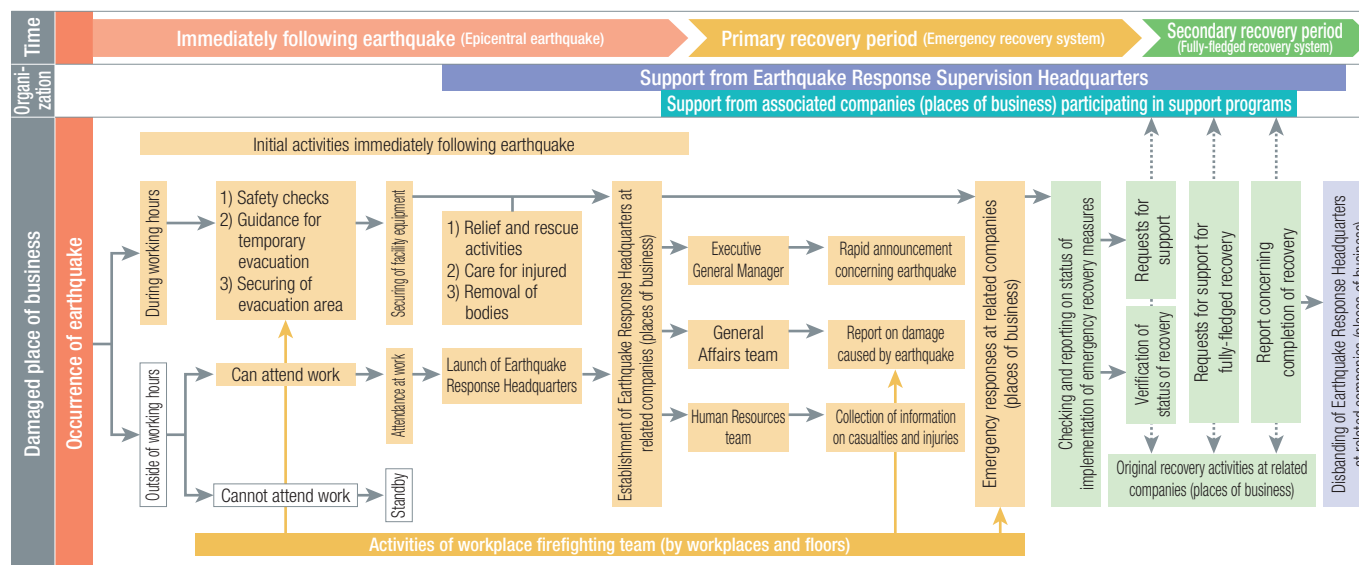 Time
Immediately following earthquake (Epicentral earthquake)
Primary recovery period (Emergency recovery system)
Secondary recovery period
(Fully-fledged recovery system)
Organi-
zation
Support from Earthquake Response Supervision Headquarters
Support from associated companies (places of business) participating in support programs
Damaged place of business
Occurrence of earthquake
Initial activities immediately following earthquake
During working hours
1) Safety checks
2) Guidance for
temporary
evacuation
3) Securing of
evacuation area
Securing of facility equipment
1) Relief and rescue
activities
2) Care for injured
3) Removal of
bodies
Outside of working hours
Can attend work
Attendance at work
Launch of Earthquake
Response Headquarters
Cannot attend work
Standby
Establishment of Earthquake Response Headquarters at
related companies (places of business)
Executive
General Manager
Rapid announcement
concerning earthquake
General
Affairs team
Report on damage
caused by earthquake
Human Resources
team
Collection of information
on casualties and injuries
Emergency responses at related companies
(places of business)
Checking and reporting on status of
implementation of emergency recovery measures
Requests for
support
Verification of
status of recovery
Requests for support for
fully-fledged recovery
Report concerning
completion of recovery
Original recovery activities at related
companies (places of business)
Disbanding of Earthquake Response Headquarters
at related companies (places of business)
Activities of workplace firefighting team (by workplaces and floors)